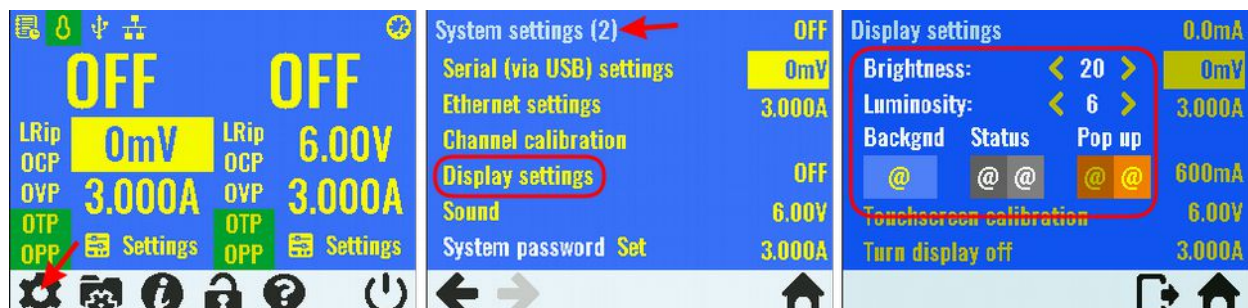 OFF OFF
LRip 0mV LRip 6.00V
OCP OCP
OVP 3.000A OVP 3.000A
OTP OTP
OPP Settings OPP Settings
System settings (2) OFF
Serial (via USB) settings 0mV
Ethernet settings 3.000A
Channel calibration
Display settings OFF
Sound 6.00V
System password Set 3.000A
Display settings 0.0mA
Brightness: < 20 > 0mV
Luminosity: < 6 > 3.000A
Backgnd Status Pop up
@ @ @ @ @ 600mA
Touchscreen calibration 6.00V
Turn display off 3.000A